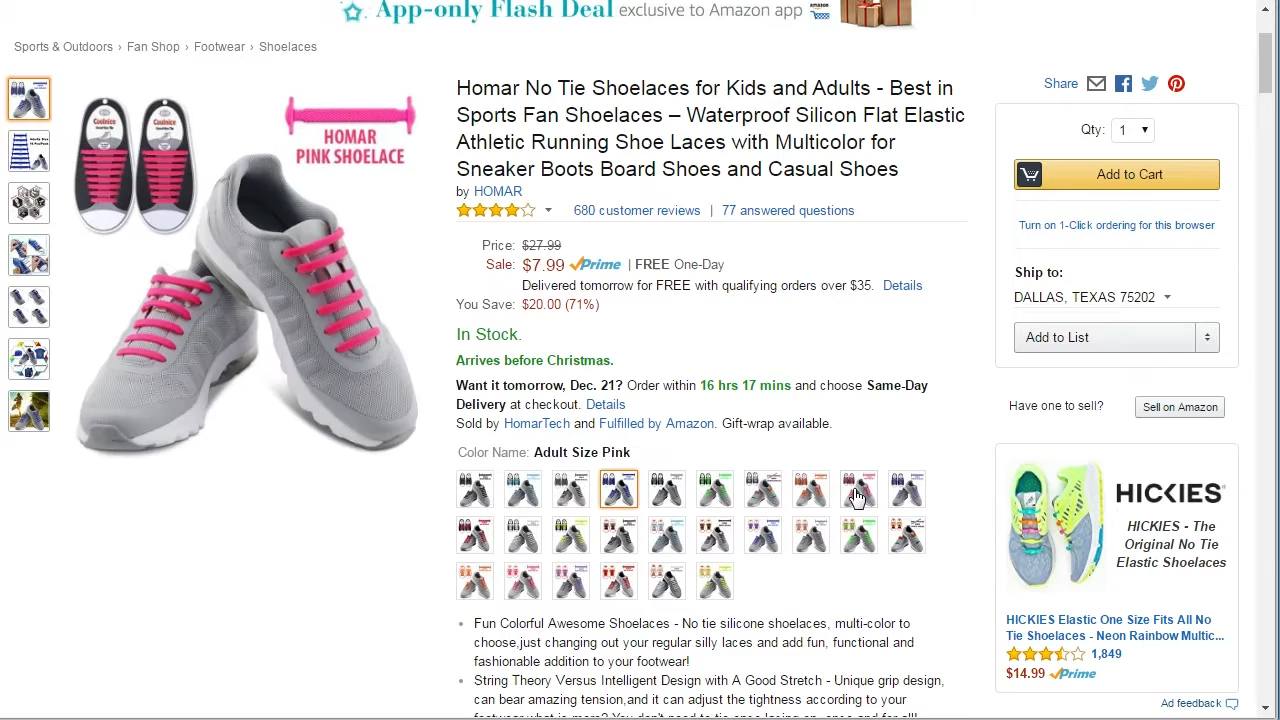 App-only Flash Deal exclusive to Amazon app
Sports & Outdoors › Fan Shop › Footwear › Shoelaces
Coolnice
Coolnice
HOMAR
PINK SHOELACE
Homar No Tie Shoelaces for Kids and Adults - Best in
Sports Fan Shoelaces – Waterproof Silicon Flat Elastic
Athletic Running Shoe Laces with Multicolor for
Sneaker Boots Board Shoes and Casual Shoes
by HOMAR
680 customer reviews | 77 answered questions
Price: $27.99
Sale: $7.99 Prime | FREE One-Day
Delivered tomorrow for FREE with qualifying orders over $35. Details
You Save: $20.00 (71%)
In Stock.
Arrives before Christmas.
Want it tomorrow, Dec. 21? Order within 16 hrs 17 mins and choose Same-Day
Delivery at checkout. Details
Sold by HomarTech and Fulfilled by Amazon. Gift-wrap available.
Color Name: Adult Size Pink
• Fun Colorful Awesome Shoelaces - No tie silicone shoelaces, multi-color to
choose,just changing out your regular silly laces and add fun, functional and
fashionable addition to your footwear!
• String Theory Versus Intelligent Design with A Good Stretch - Unique grip design,
can bear amazing tension,and it can adjust the tightness according to your
Share
Qty: 1
Add to Cart
Turn on 1-Click ordering for this browser
Ship to:
DALLAS, TEXAS 75202
Add to List
Have one to sell? Sell on Amazon
HICKIES
HICKIES - The
Original No Tie
Elastic Shoelaces
HICKIES Elastic One Size Fits All No
Tie Shoelaces - Neon Rainbow Multic...
1,849
$14.99 Prime
Ad feedback